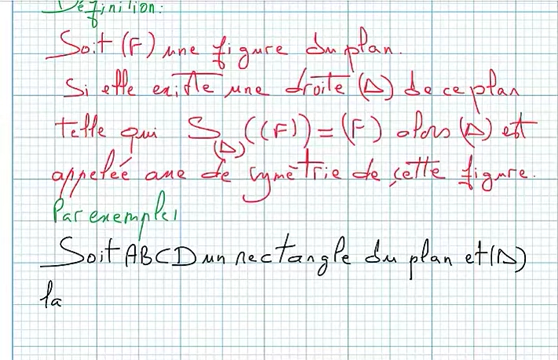 Définition:
Soit (F) une figure du plan.
Si elle existe une droite (Δ) de ce plan
telle qui S(Δ)((F)) = (F) alors (Δ) est
appelée axe de symétrie de cette figure.
Par exemple,
Soit ABCD un rectangle du plan et (Δ)
la